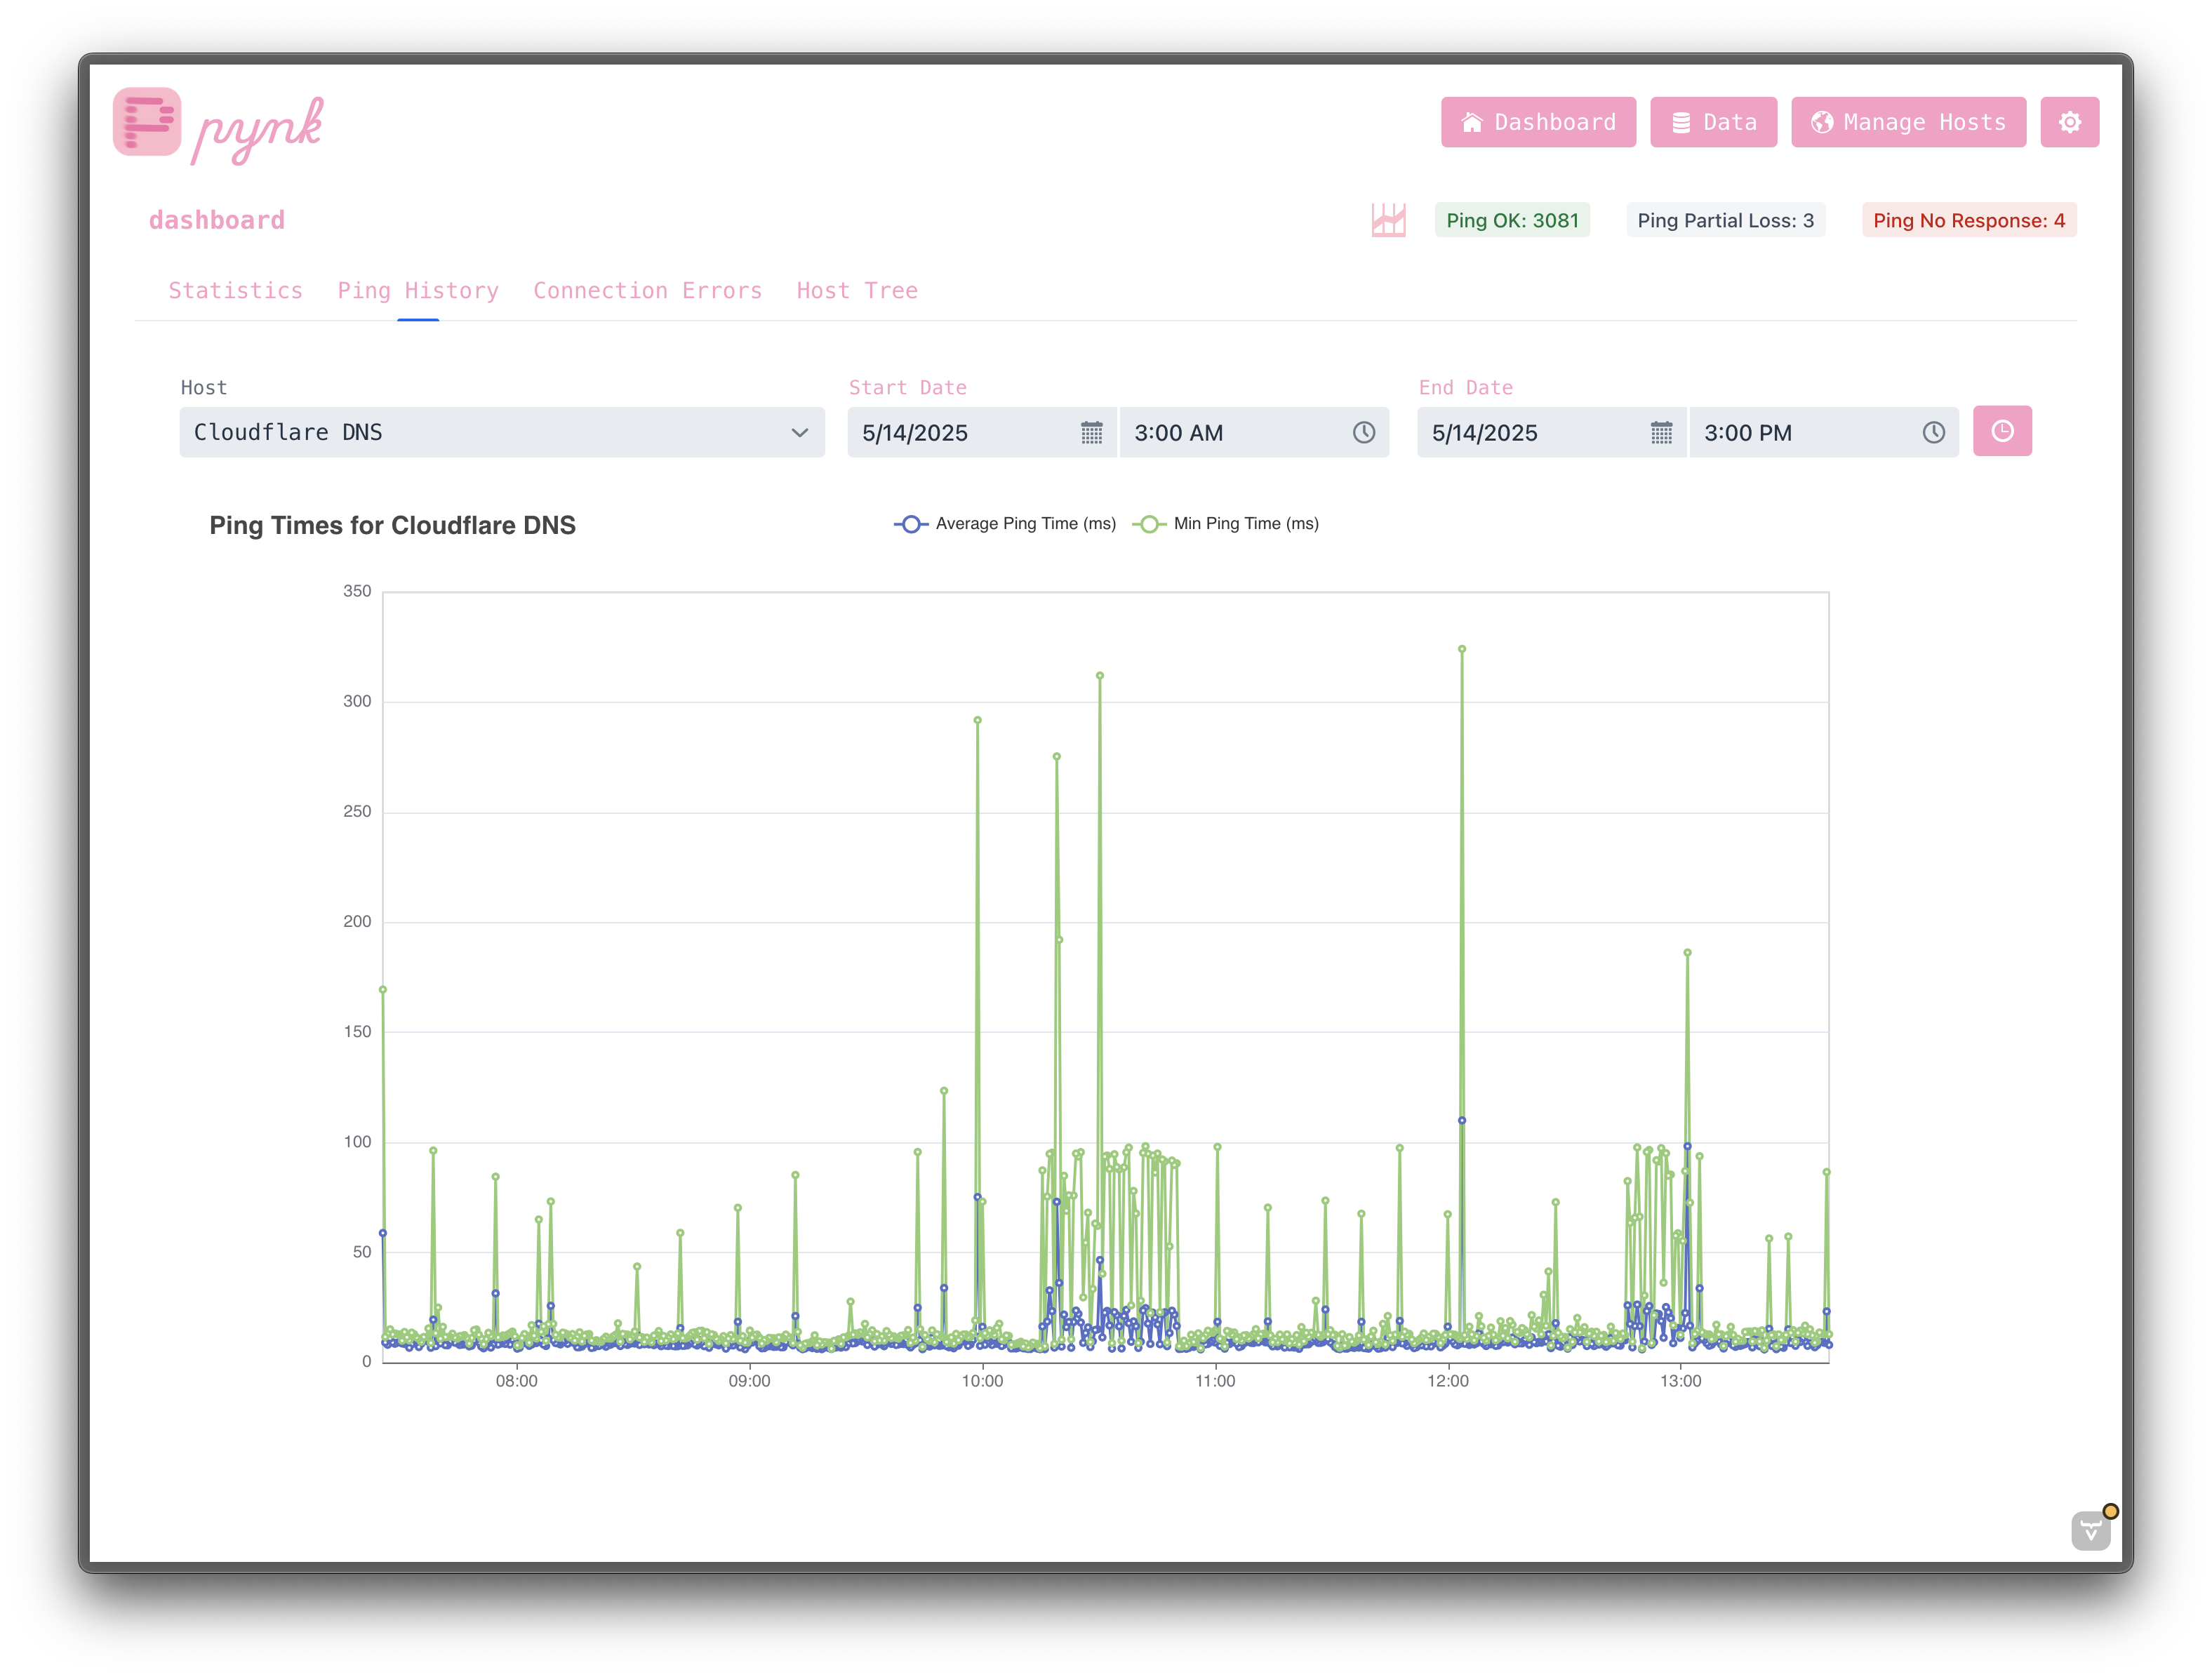 pynk
Dashboard
Data
Manage Hosts
dashboard
Ping OK: 3081
Ping Partial Loss: 3
Ping No Response: 4
Statistics
Ping History
Connection Errors
Host Tree
Host
Start Date
End Date
Cloudflare DNS
5/14/2025
3:00 AM
5/14/2025
3:00 PM
Ping Times for Cloudflare DNS
Average Ping Time (ms)
Min Ping Time (ms)
350
300
250
200
150
100
50
0
08:00
09:00
10:00
11:00
12:00
13:00